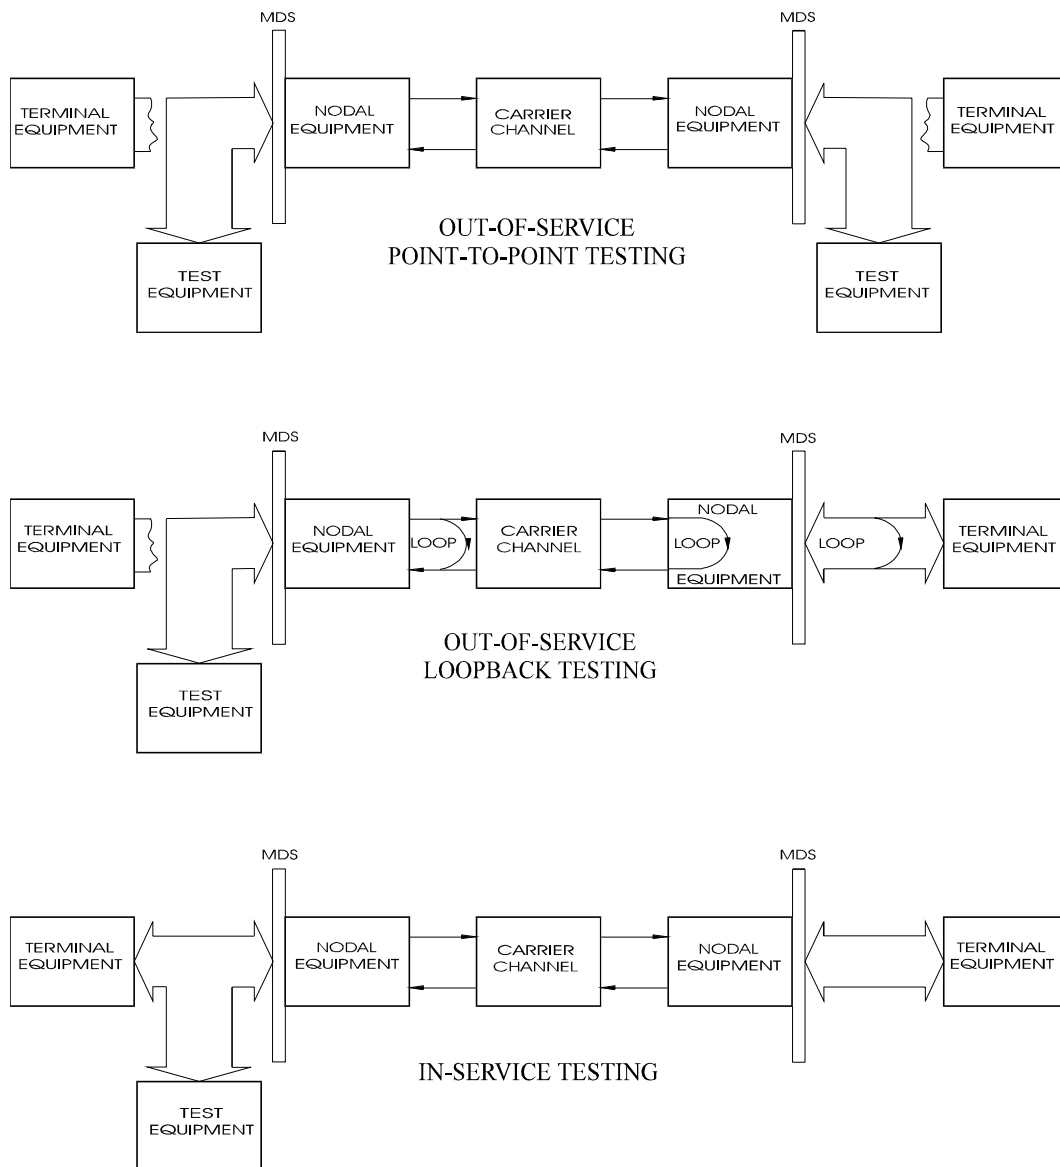 MDS
MDS
TERMINAL
EQUIPMENT
NODAL
EQUIPMENT
CARRIER
CHANNEL
NODAL
EQUIPMENT
TERMINAL
EQUIPMENT
OUT-OF-SERVICE
POINT-TO-POINT TESTING
TEST
EQUIPMENT
TEST
EQUIPMENT
MDS
MDS
TERMINAL
EQUIPMENT
NODAL
EQUIPMENT
LOOP
CARRIER
CHANNEL
NODAL
LOOP
EQUIPMENT
LOOP
TERMINAL
EQUIPMENT
OUT-OF-SERVICE
LOOPBACK TESTING
TEST
EQUIPMENT
MDS
MDS
TERMINAL
EQUIPMENT
NODAL
EQUIPMENT
CARRIER
CHANNEL
NODAL
EQUIPMENT
TERMINAL
EQUIPMENT
IN-SERVICE TESTING
TEST
EQUIPMENT